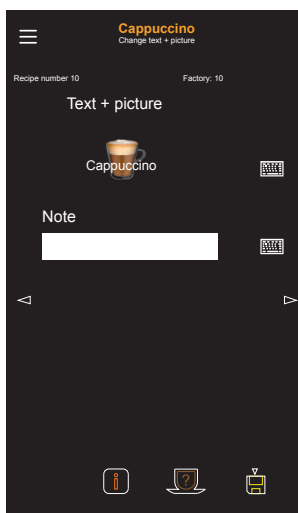 Cappuccino
Change text + picture
Recipe number 10 Factory: 10
Text + picture
Cappuccino
Note
i
?